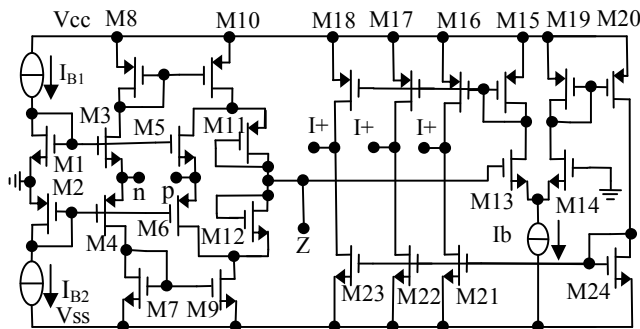 Vcc M8 M10 M18 M17 M16 M15 M19 M20
IB1
M3 M5 M11 I+ I+ I+
M1
M2 n p M13 M14
M6 M12 Ib
M4 Z
IB2 M7 M9 M23 M22 M21 M24
Vss